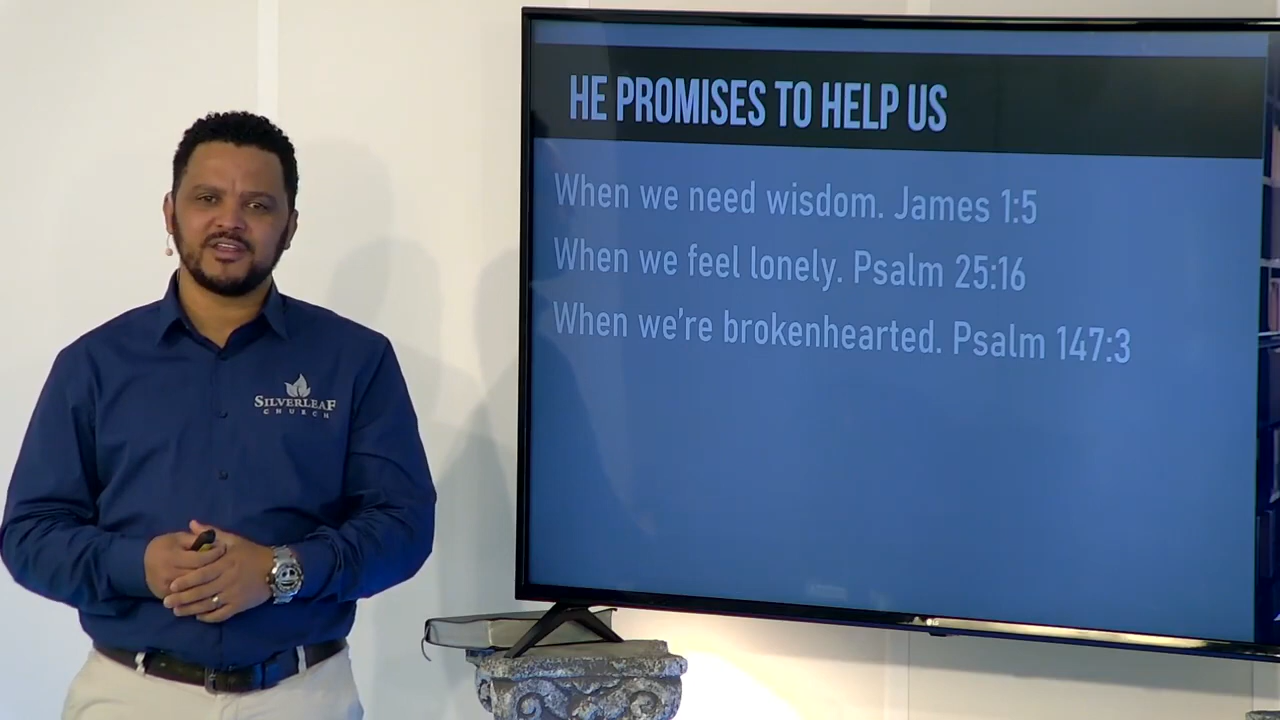 HE PROMISES TO HELP US
When we need wisdom. James 1:5
When we feel lonely. Psalm 25:16
When we're brokenhearted. Psalm 147:3
SILVERLEAF
CHURCH